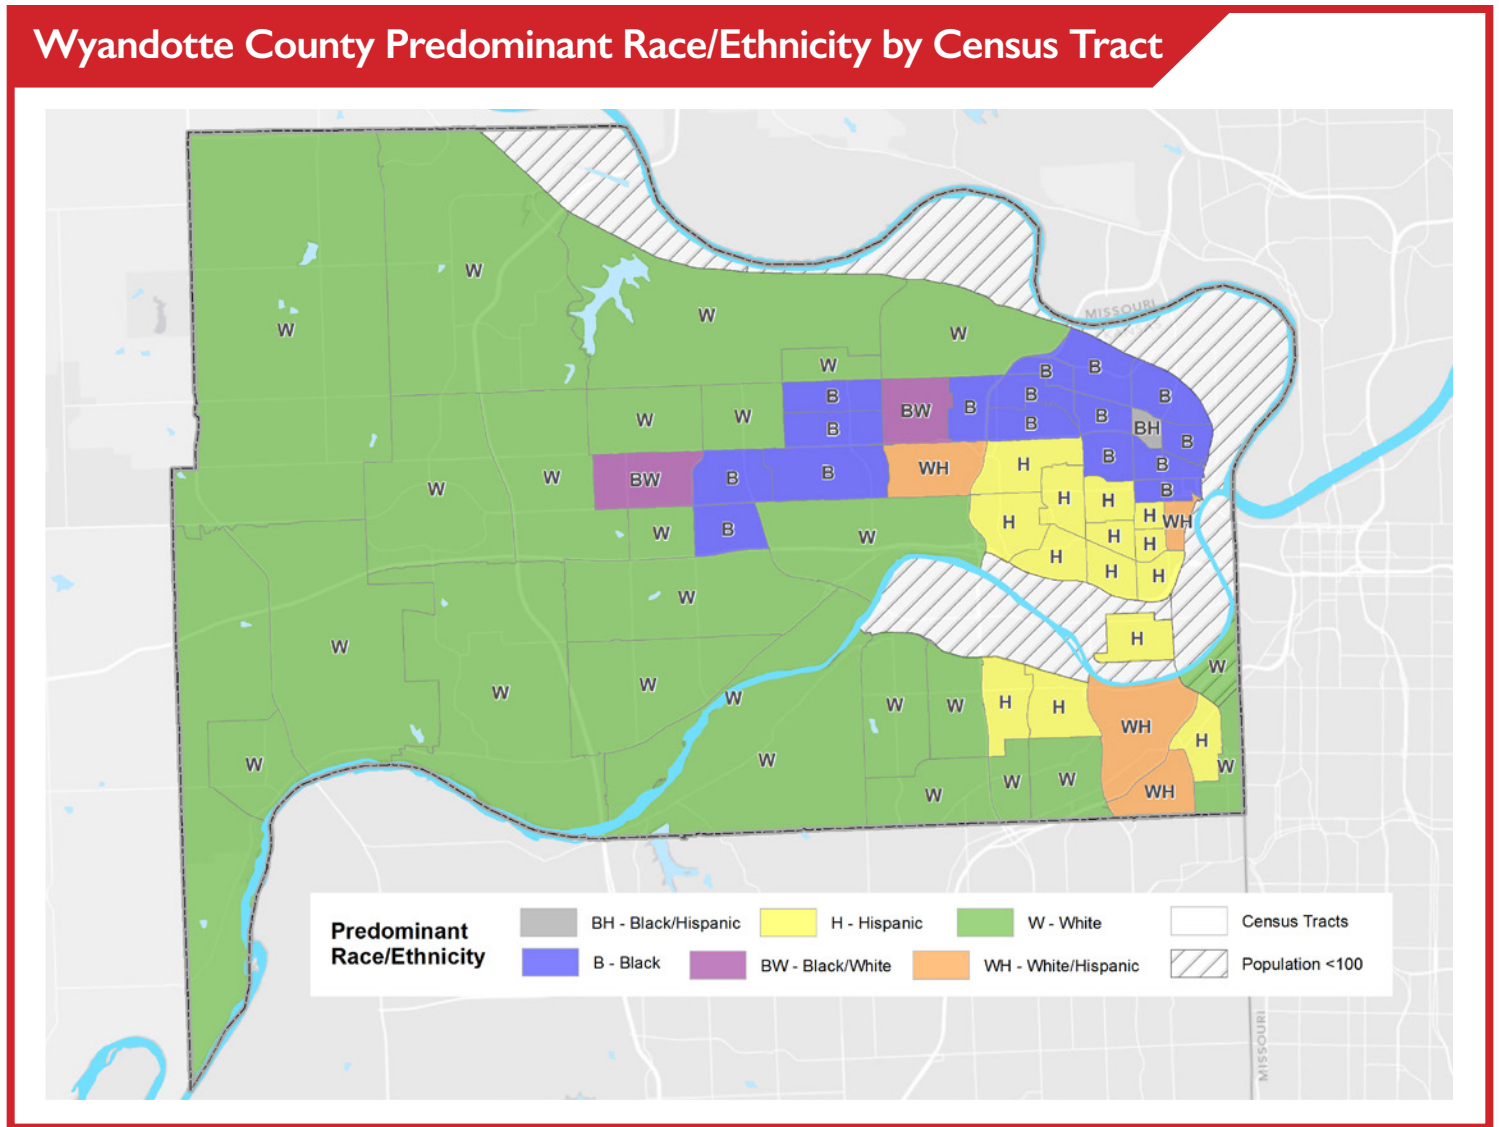 Wyandotte County Predominant Race/Ethnicity by Census Tract
MISSOURI
KANSAS
W
W
W
W
W
B
B
B
W
B
B
B
BW
B
B
B
BH
W
W
B
B
B
B
H
B
WH
B
B
BW
W
W
B
H
H
H
WH
H
B
W
W
H
H
H
H
H
H
W
H
W
W
W
W
W
W
H
H
W
W
WH
H
W
W
W
W
W
WH
W
Predominant
Race/Ethnicity
BH - Black/Hispanic
H - Hispanic
W - White
Census Tracts
B - Black
BW - Black/White
WH - White/Hispanic
Population <100
MISSOURI